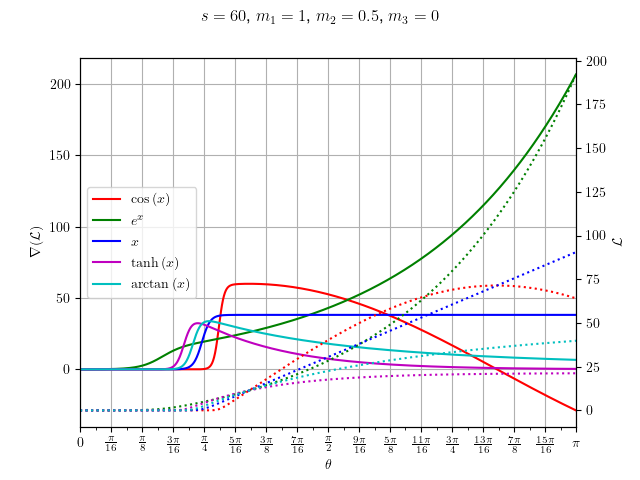 s = 60, m₁ = 1, m₂ = 0.5, m₃ = 0
200
150
100
50
0
∇(ℒ)
cos (x)
eˣ
x
tanh (x)
arctan (x)
200
175
150
125
100
75
50
25
0
ℒ
0 π/16 π/8 3π/16 π/4 5π/16 3π/8 7π/16 π/2 9π/16 5π/8 11π/16 3π/4 13π/16 7π/8 15π/16 π
θ